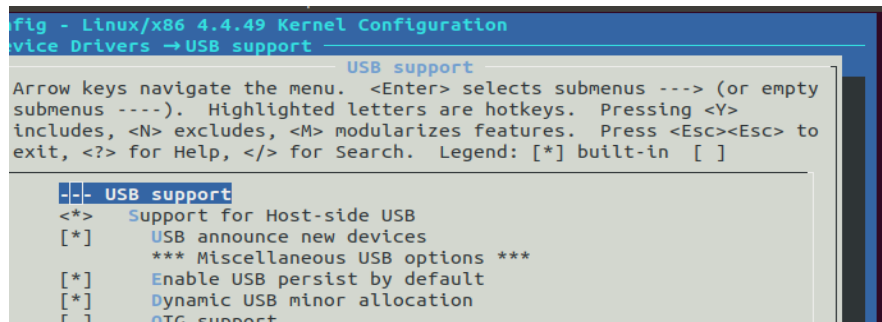 nfig - Linux/x86 4.4.49 Kernel Configuration
evice Drivers → USB support
USB support
Arrow keys navigate the menu. <Enter> selects submenus ---> (or empty
submenus ----). Highlighted letters are hotkeys. Pressing <Y>
includes, <N> excludes, <M> modularizes features. Press <Esc><Esc> to
exit, <?> for Help, </> for Search. Legend: [*] built-in [ ]
--- USB support
<*> Support for Host-side USB
[*] USB announce new devices
*** Miscellaneous USB options ***
[*] Enable USB persist by default
[*] Dynamic USB minor allocation
[ ] OTG support